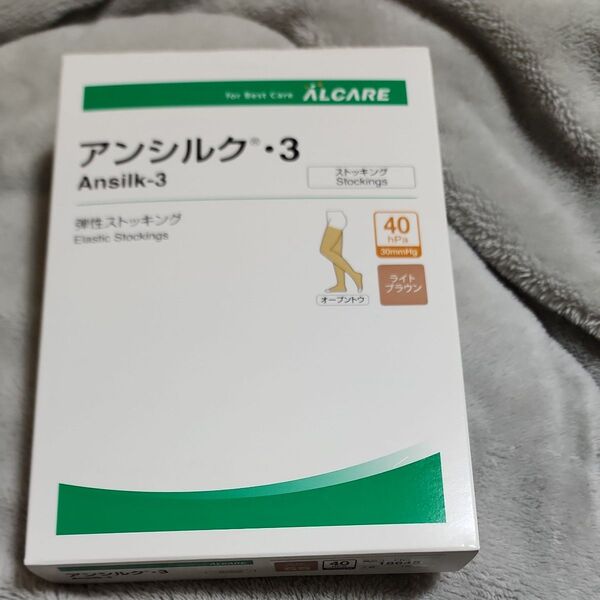 for Best Care ALCARE
アンシルク®・3
Ansilk-3
ストッキング
Stockings
弾性ストッキング
Elastic Stockings
40
hPa
30mmHg
オープントウ
ライト
ブラウン
アンシルク・3
ALCARE
40